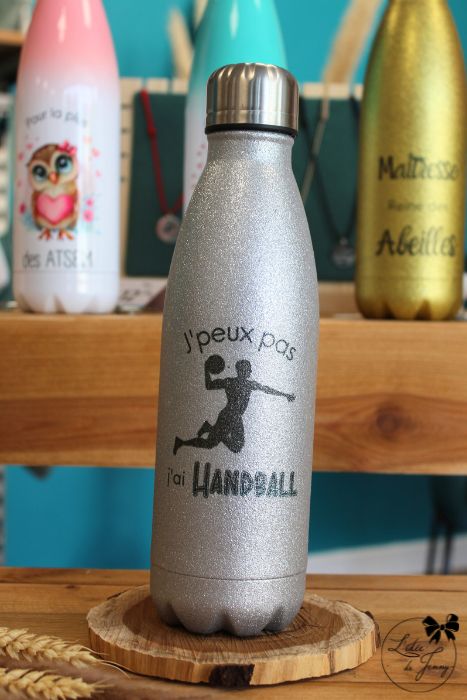 Pour la plus
des ATSEM
Maîtresse
Reine des
Abeilles
J'peux pas
j'ai HANDBALL
L'idée
de Jenny